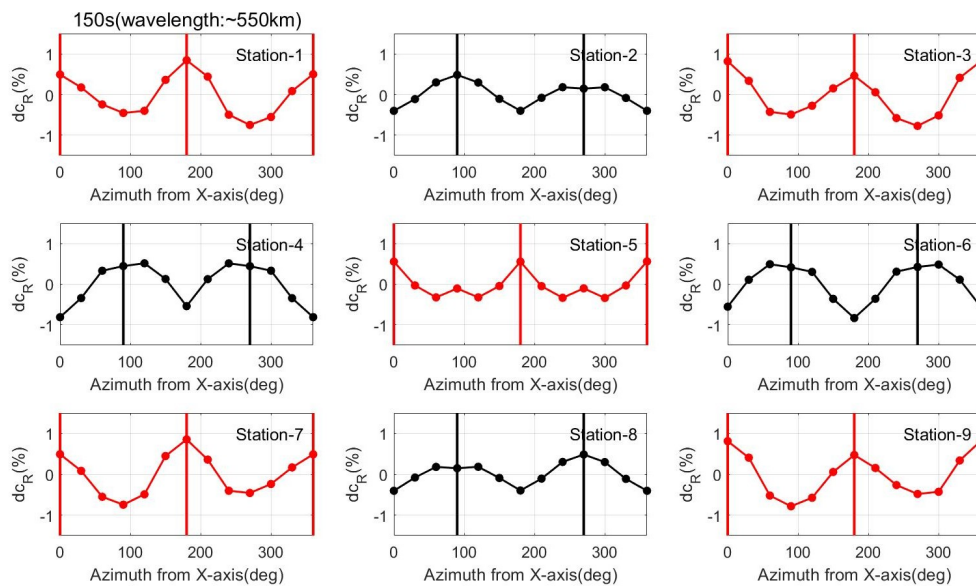 150s(wavelength:~550km)
Station-1
Station-2
Station-3
dc_R(%)
dc_R(%)
dc_R(%)
1
0
-1
1
0
-1
1
0
-1
0 100 200 300
0 100 200 300
0 100 200 300
Azimuth from X-axis(deg)
Azimuth from X-axis(deg)
Azimuth from X-axis(deg)
Station-4
Station-5
Station-6
dc_R(%)
dc_R(%)
dc_R(%)
1
0
-1
1
0
-1
1
0
-1
0 100 200 300
0 100 200 300
0 100 200 300
Azimuth from X-axis(deg)
Azimuth from X-axis(deg)
Azimuth from X-axis(deg)
Station-7
Station-8
Station-9
dc_R(%)
dc_R(%)
dc_R(%)
1
0
-1
1
0
-1
1
0
-1
0 100 200 300
0 100 200 300
0 100 200 300
Azimuth from X-axis(deg)
Azimuth from X-axis(deg)
Azimuth from X-axis(deg)